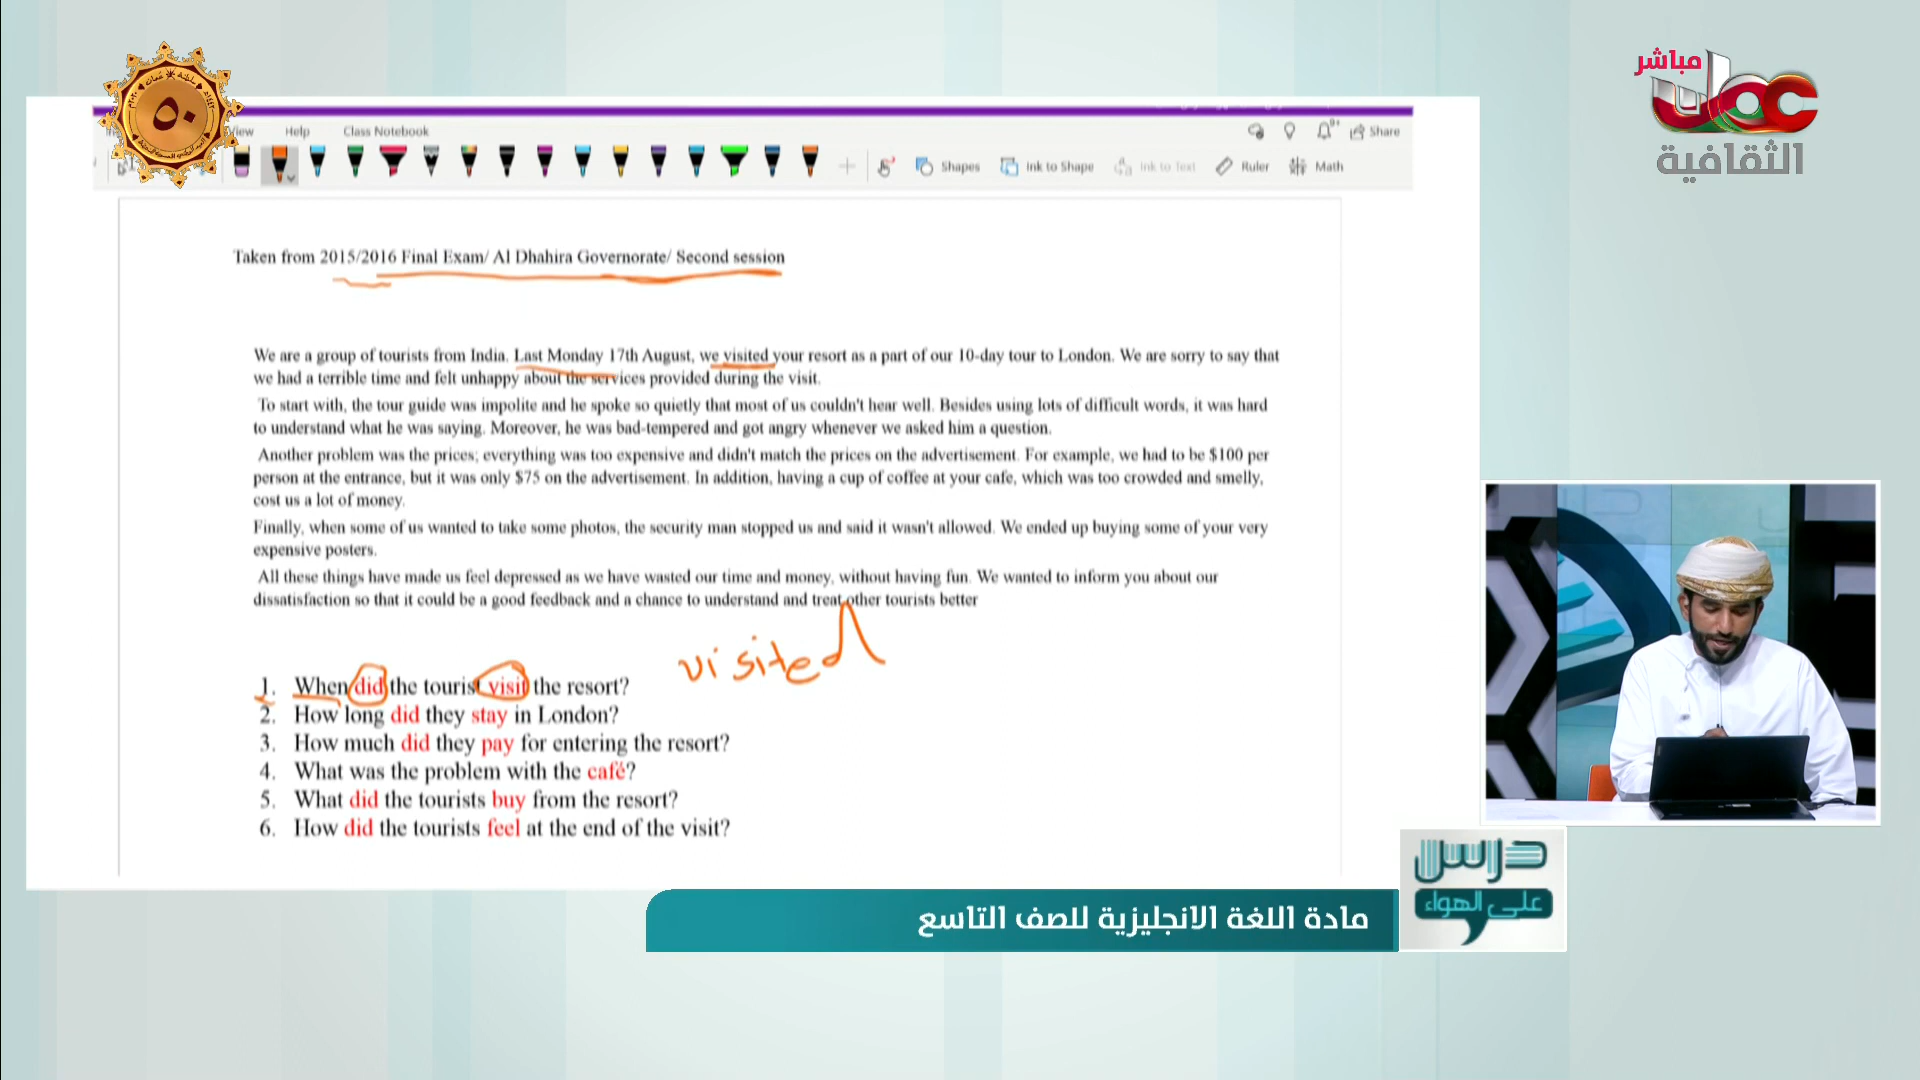 مباشر
عمان
الثقافية
٥٠
View Help Class Notebook Share
Shapes Ink to Shape Ink to Text Ruler Math
Taken from 2015/2016 Final Exam/ Al Dhahira Governorate/ Second session
We are a group of tourists from India. Last Monday 17th August, we visited your resort as a part of our 10-day tour to London. We are sorry to say that
we had a terrible time and felt unhappy about the services provided during the visit.
To start with, the tour guide was impolite and he spoke so quietly that most of us couldn't hear well. Besides using lots of difficult words, it was hard
to understand what he was saying. Moreover, he was bad-tempered and got angry whenever we asked him a question.
Another problem was the prices; everything was too expensive and didn't match the prices on the advertisement. For example, we had to be $100 per
person at the entrance, but it was only $75 on the advertisement. In addition, having a cup of coffee at your cafe, which was too crowded and smelly,
cost us a lot of money.
Finally, when some of us wanted to take some photos, the security man stopped us and said it wasn't allowed. We ended up buying some of your very
expensive posters.
All these things have made us feel depressed as we have wasted our time and money, without having fun. We wanted to inform you about our
dissatisfaction so that it could be a good feedback and a chance to understand and treat other tourists better
visited
1. When did the tourist visit the resort?
2. How long did they stay in London?
3. How much did they pay for entering the resort?
4. What was the problem with the café?
5. What did the tourists buy from the resort?
6. How did the tourists feel at the end of the visit?
درس
على الهواء
مادة اللغة الانجليزية للصف التاسع